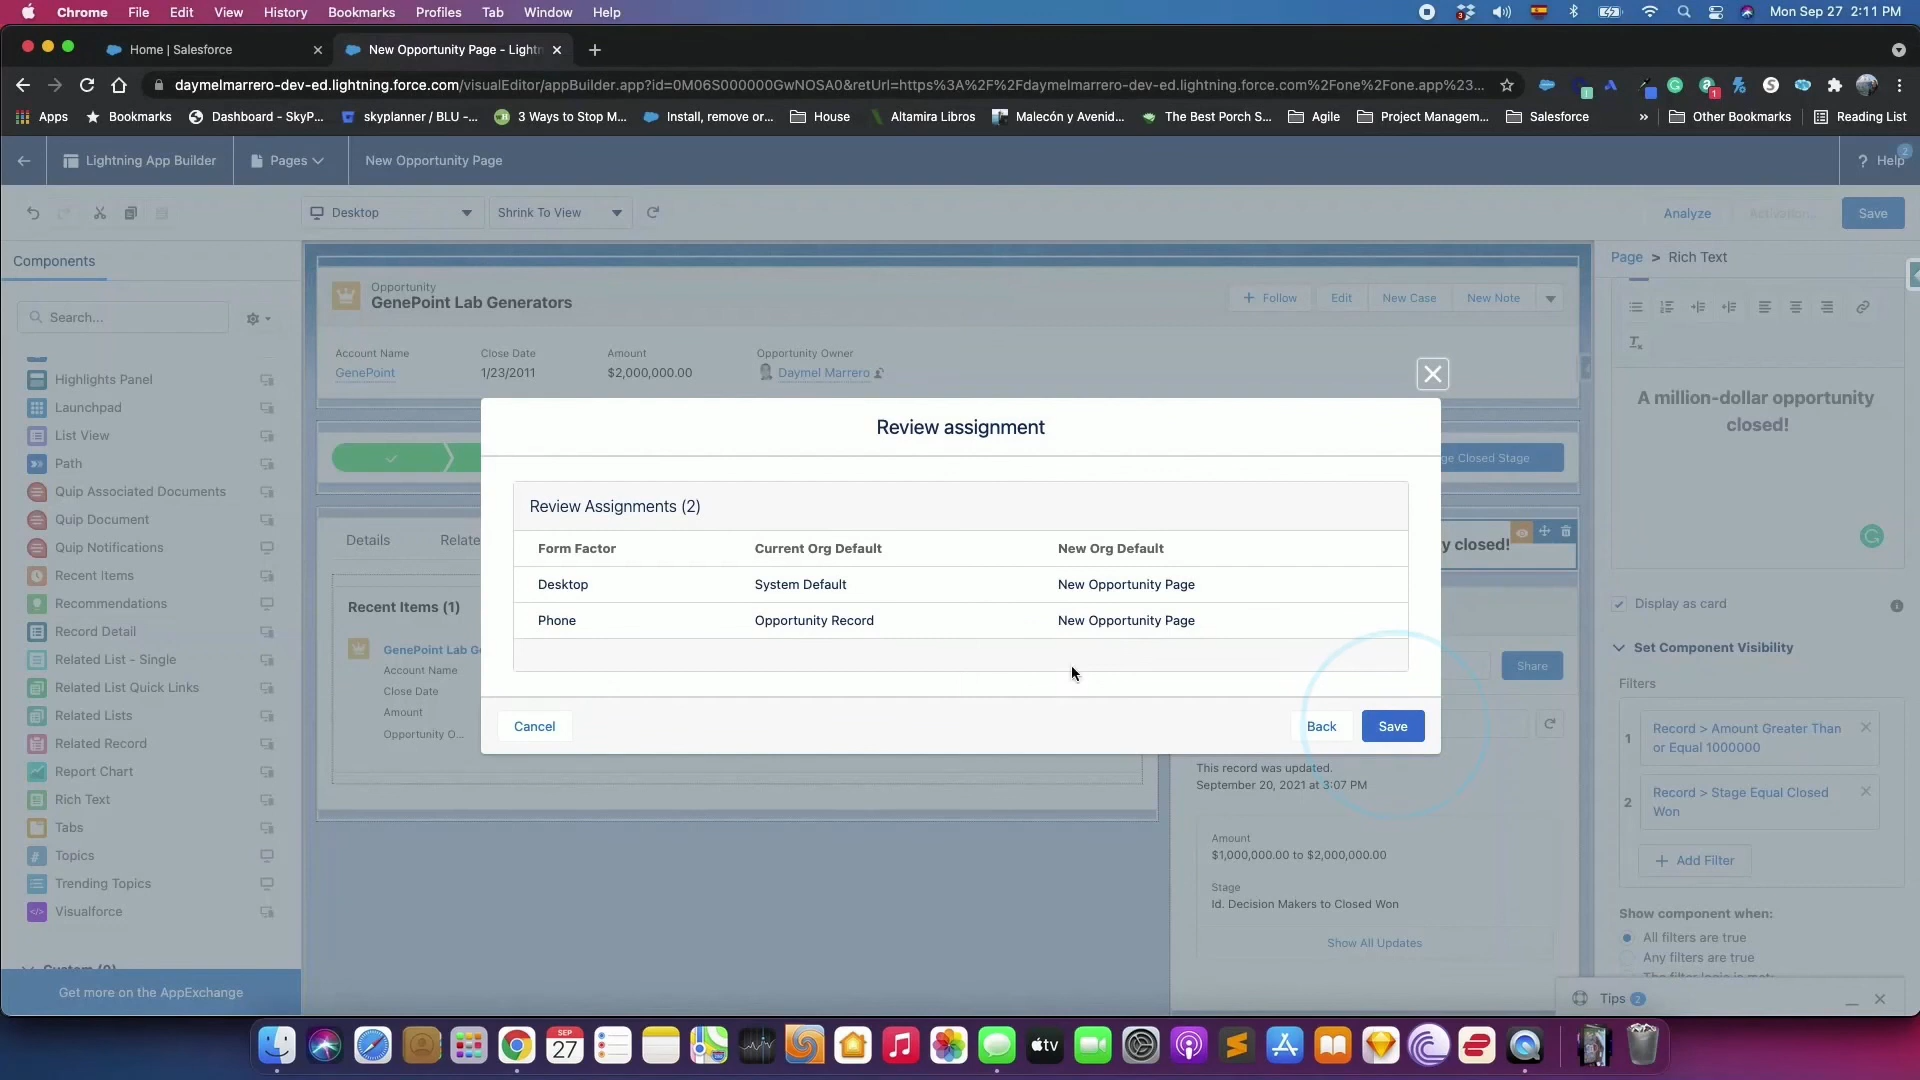 Chrome File Edit View History Bookmarks Profiles Tab Window Help
Mon Sep 27 2:11 PM
Home | Salesforce
New Opportunity Page - Lightn
daymelmarrero-dev-ed.lightning.force.com/visualEditor/appBuilder.app?id=0M06S000000GwNOSA0&retUrl=https%3A%2F%2Fdaymelmarrero-dev-ed.lightning.force.com%2Fone%2Fone.app%23...
Apps Bookmarks Dashboard - SkyP... skyplanner / BLU -... 3 Ways to Stop M... Install, remove or... House Altamira Libros Malecón y Avenid... The Best Porch S... Agile Project Managem... Salesforce » Other Bookmarks Reading List
Lightning App Builder Pages New Opportunity Page ? Help 2
Desktop Shrink To View Analyze Activation... Save
Components
Search...
Highlights Panel
Launchpad
List View
Path
Quip Associated Documents
Quip Document
Quip Notifications
Recent Items
Recommendations
Record Detail
Related List - Single
Related List Quick Links
Related Lists
Related Record
Report Chart
Rich Text
Tabs
Topics
Trending Topics
Visualforce
Custom (0)
Get more on the AppExchange
Opportunity
GenePoint Lab Generators
Follow Edit New Case New Note
Account Name Close Date Amount Opportunity Owner
GenePoint 1/23/2011 $2,000,000.00 Daymel Marrero
ge Closed Stage
Details Relate
y closed!
Recent Items (1)
GenePoint Lab G
Account Name
Close Date
Amount
Opportunity O...
Share
Review assignment
Review Assignments (2)
Form Factor Current Org Default New Org Default
Desktop System Default New Opportunity Page
Phone Opportunity Record New Opportunity Page
Cancel Back Save
This record was updated.
September 20, 2021 at 3:07 PM
Amount
$1,000,000.00 to $2,000,000.00
Stage
Id. Decision Makers to Closed Won
Show All Updates
Page > Rich Text
A million-dollar opportunity
closed!
Display as card
Set Component Visibility
Filters
1 Record > Amount Greater Than
or Equal 1000000
2 Record > Stage Equal Closed
Won
+ Add Filter
Show component when:
All filters are true
Any filters are true
The filter logic is met:
Tips 2
SEP
27
tv